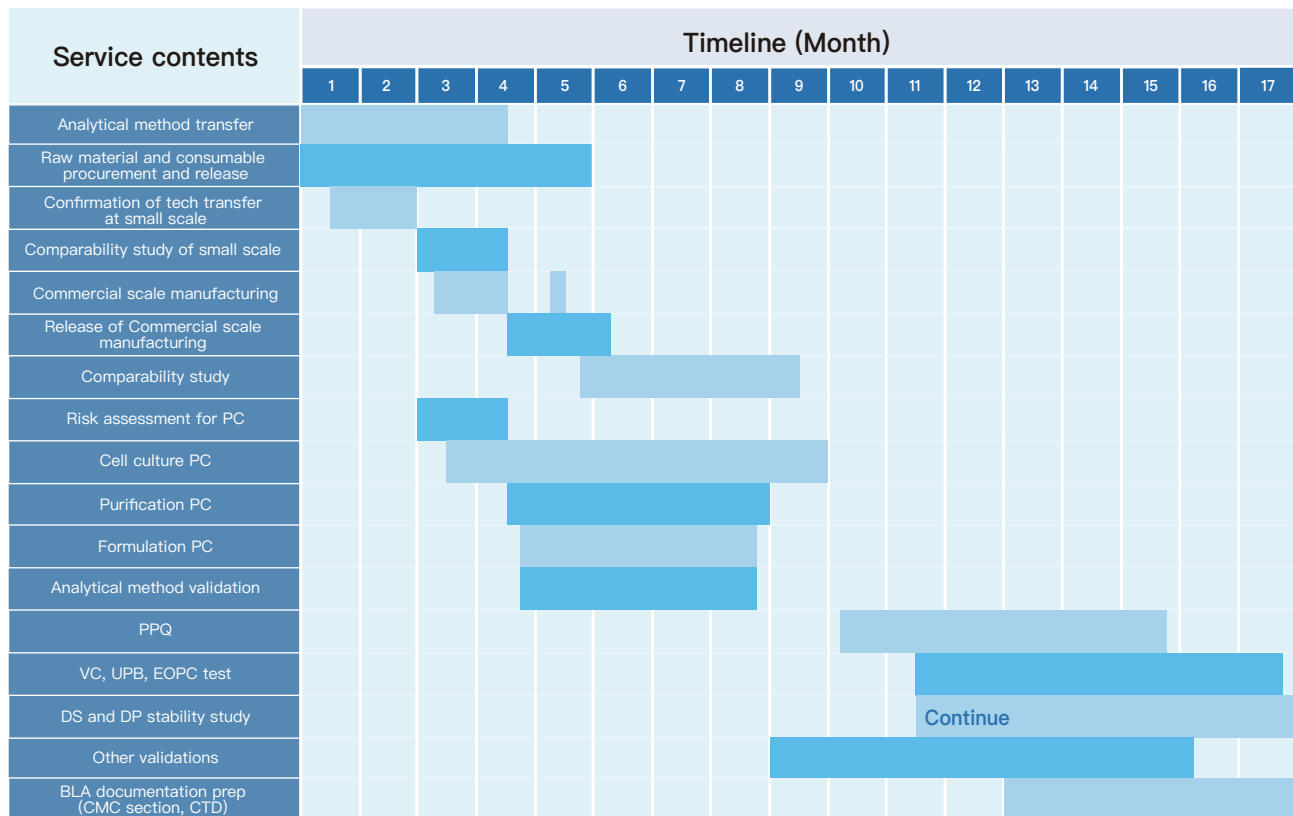 Service contents
Timeline (Month)
1 2 3 4 5 6 7 8 9 10 11 12 13 14 15 16 17
Analytical method transfer
Raw material and consumable
procurement and release
Confirmation of tech transfer
at small scale
Comparability study of small scale
Commercial scale manufacturing
Release of Commercial scale
manufacturing
Comparability study
Risk assessment for PC
Cell culture PC
Purification PC
Formulation PC
Analytical method validation
PPQ
VC, UPB, EOPC test
DS and DP stability study
Continue
Other validations
BLA documentation prep
(CMC section, CTD)